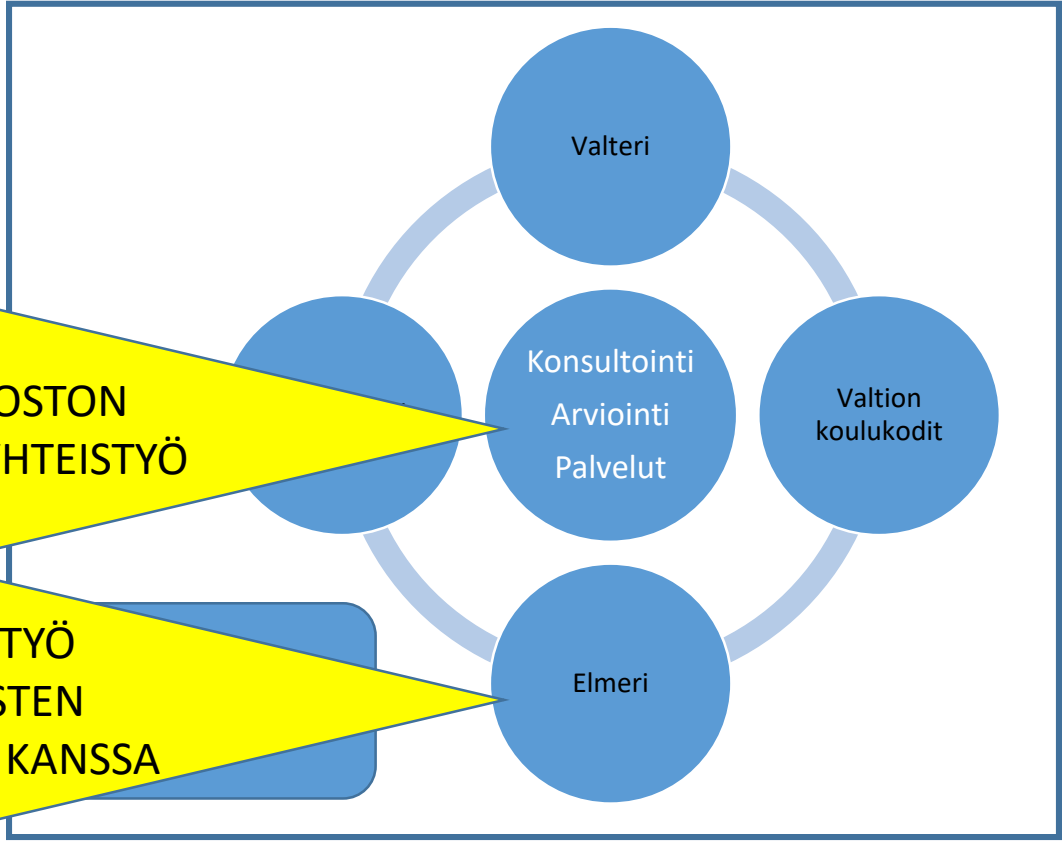 Valteri
Konsultointi
Arviointi
Palvelut
Valtion
koulukodit
OSTON
HTEISTYÖ
Elmeri
TYÖ
STEN
KANSSA